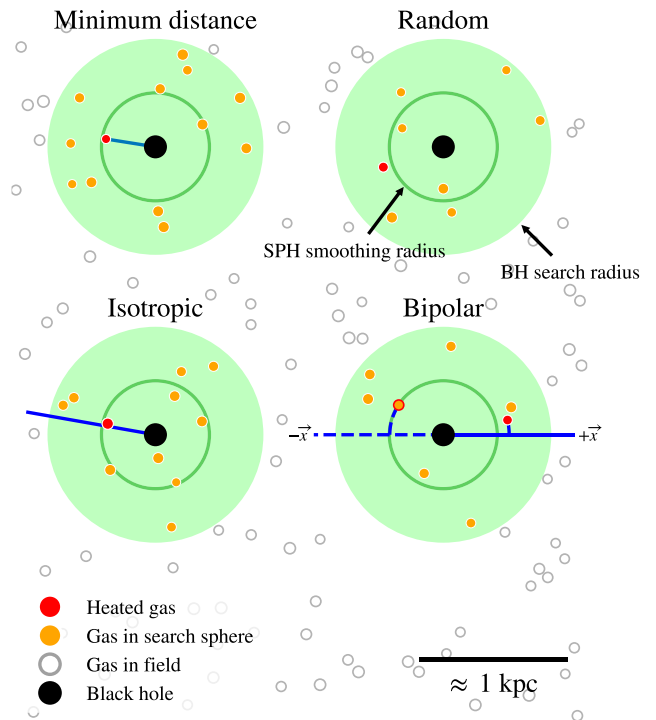 Minimum distance
Random
SPH smoothing radius
BH search radius
Isotropic
Bipolar
−x⃗
+x⃗
Heated gas
Gas in search sphere
Gas in field
Black hole
≈ 1 kpc